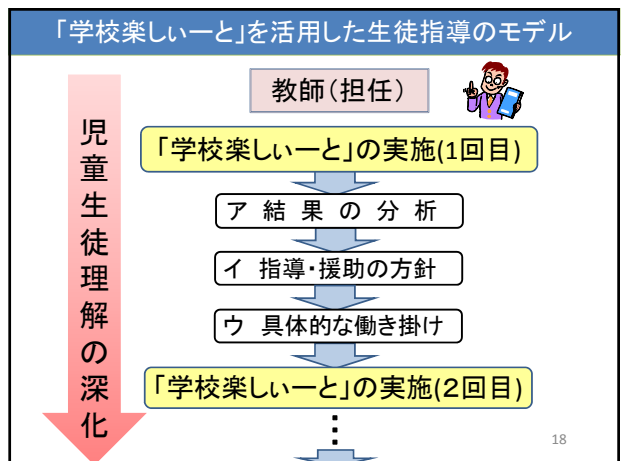 「学校楽しぃーと」を活用した生徒指導のモデル
教師（担任）
児童生徒理解の深化
「学校楽しぃーと」の実施(1回目)
ア 結 果 の 分 析
イ 指導・援助の方針
ウ 具体的な働き掛け
「学校楽しぃーと」の実施(２回目)
⋮
18